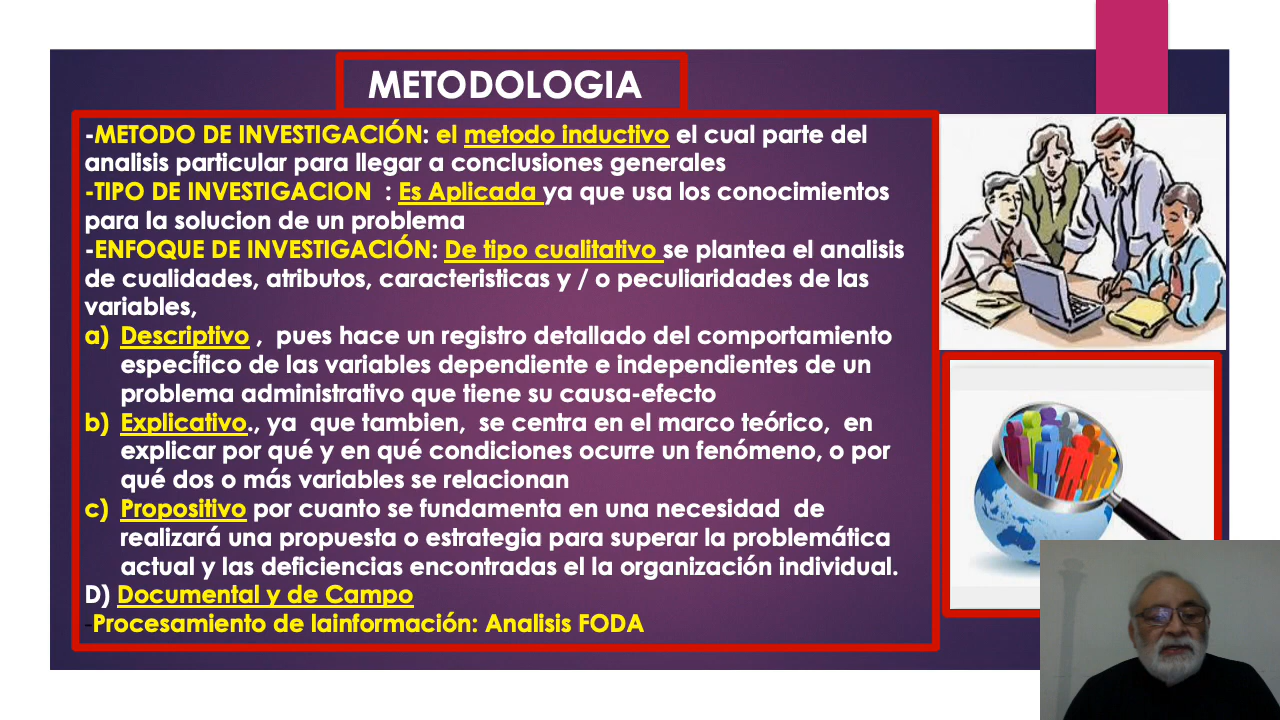 METODOLOGIA
-METODO DE INVESTIGACIÓN: el metodo inductivo el cual parte del
analisis particular para llegar a conclusiones generales
-TIPO DE INVESTIGACION : Es Aplicada ya que usa los conocimientos
para la solucion de un problema
-ENFOQUE DE INVESTIGACIÓN: De tipo cualitativo se plantea el analisis
de cualidades, atributos, caracteristicas y / o peculiaridades de las
variables,
a) Descriptivo , pues hace un registro detallado del comportamiento
específico de las variables dependiente e independientes de un
problema administrativo que tiene su causa-efecto
b) Explicativo., ya que tambien, se centra en el marco teórico, en
explicar por qué y en qué condiciones ocurre un fenómeno, o por
qué dos o más variables se relacionan
c) Propositivo por cuanto se fundamenta en una necesidad de
realizará una propuesta o estrategia para superar la problemática
actual y las deficiencias encontradas el la organización individual.
D) Documental y de Campo
-Procesamiento de lainformación: Analisis FODA